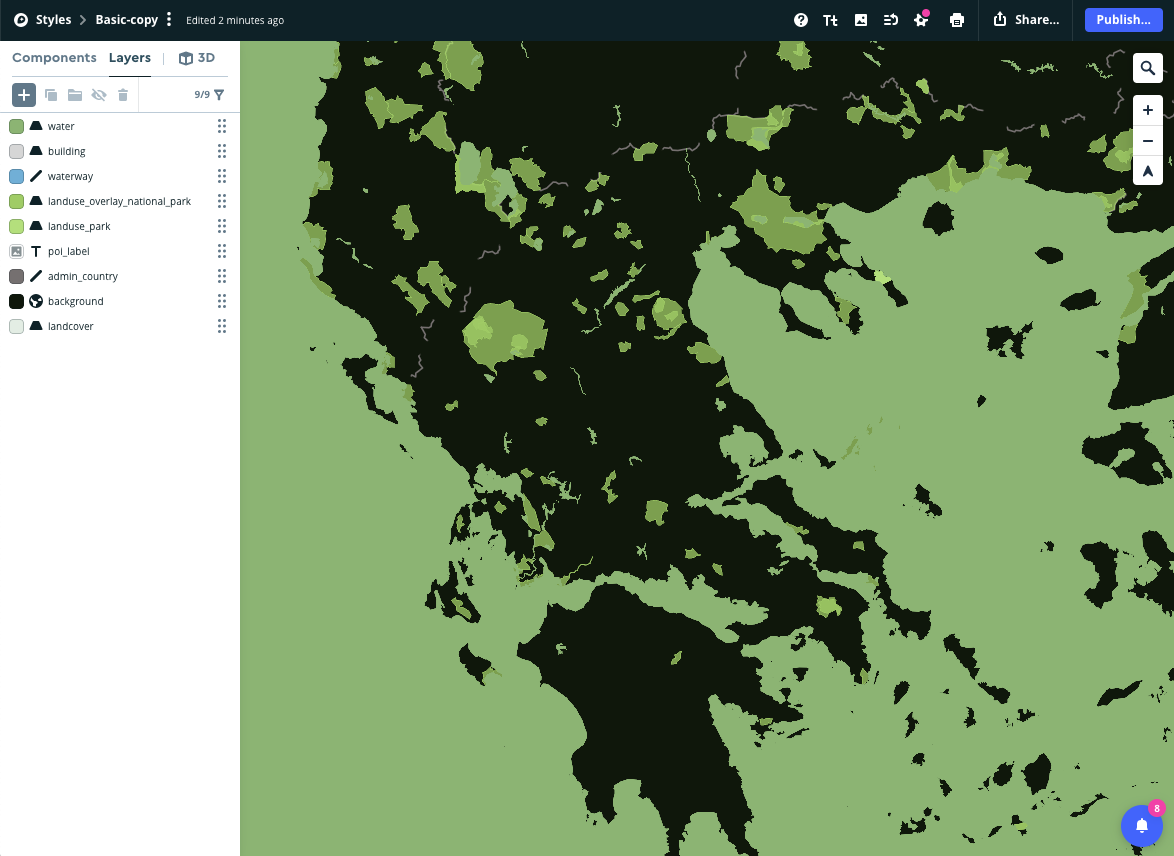 Styles Basic-copy Edited 2 minutes ago Tt Share... Publish...
Components Layers 3D
9/9
water
building
waterway
landuse_overlay_national_park
landuse_park
T poi_label
admin_country
background
landcover
+
−
8